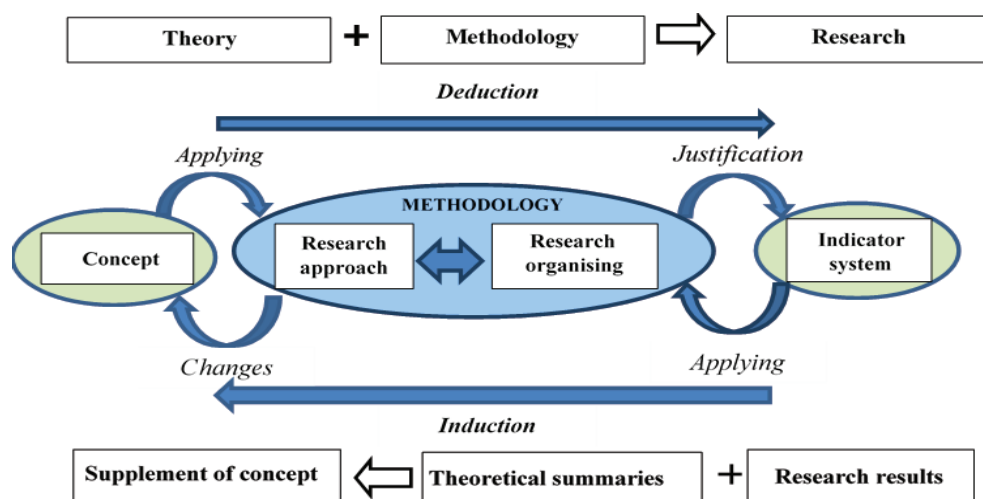 Theory + Methodology Research
Deduction
Applying Justification
METHODOLOGY
Concept
Research
approach
Research
organising
Indicator
system
Changes Applying
Induction
Supplement of concept Theoretical summaries + Research results